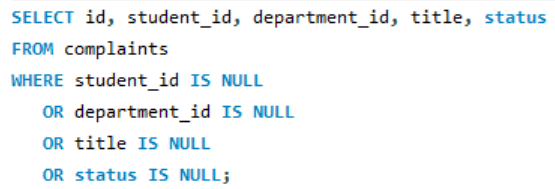 SELECT id, student_id, department_id, title, status
FROM complaints
WHERE student_id IS NULL
   OR department_id IS NULL
   OR title IS NULL
   OR status IS NULL;